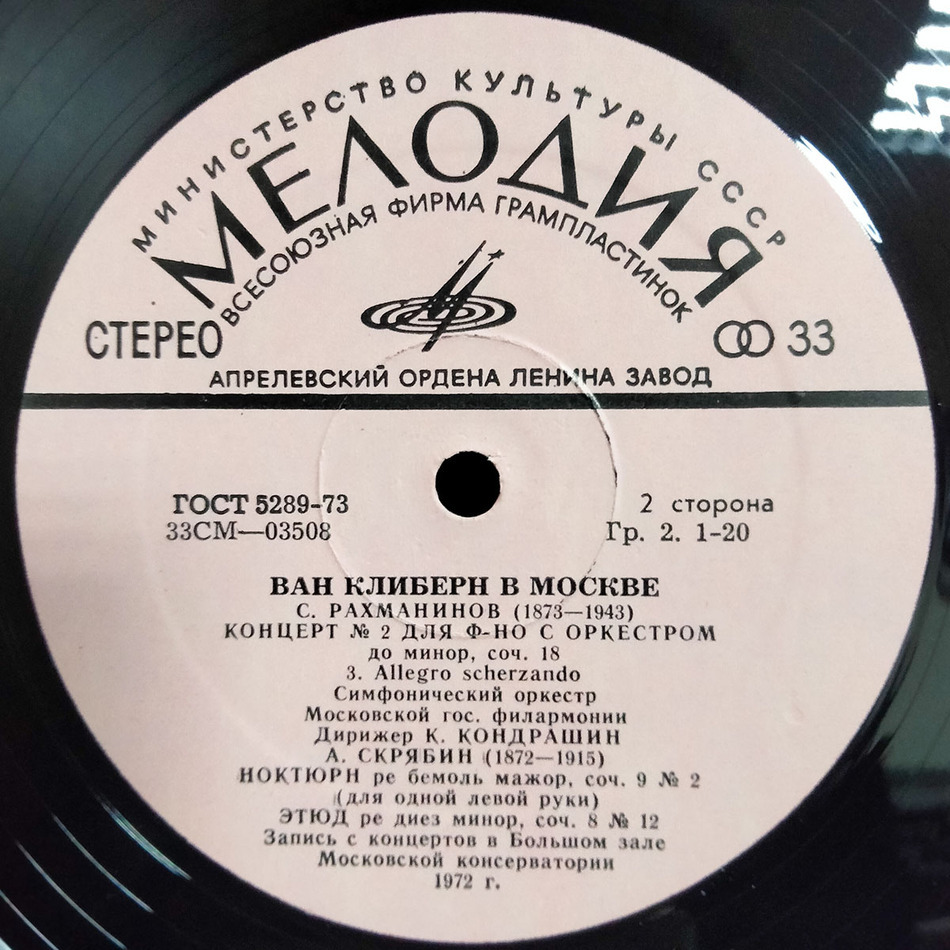 МИНИСТЕРСТВО КУЛЬТУРЫ СССР
МЕЛОДИЯ
ВСЕСОЮЗНАЯ ФИРМА ГРАМПЛАСТИНОК
СТЕРЕО
33
АПРЕЛЕВСКИЙ ОРДЕНА ЛЕНИНА ЗАВОД
ГОСТ 5289-73
2 сторона
33СМ—03508
Гр. 2. 1-20
ВАН КЛИБЕРН В МОСКВЕ
С. РАХМАНИНОВ (1873—1943)
КОНЦЕРТ № 2 ДЛЯ Ф-НО С ОРКЕСТРОМ
до минор, соч. 18
3. Allegro scherzando
Симфонический оркестр
Московской гос. филармонии
Дирижер К. КОНДРАШИН
А. СКРЯБИН (1872—1915)
НОКТЮРН ре бемоль мажор, соч. 9 № 2
(для одной левой руки)
ЭТЮД ре диез минор, соч. 8 № 12
Запись с концертов в Большом зале
Московской консерватории
1972 г.